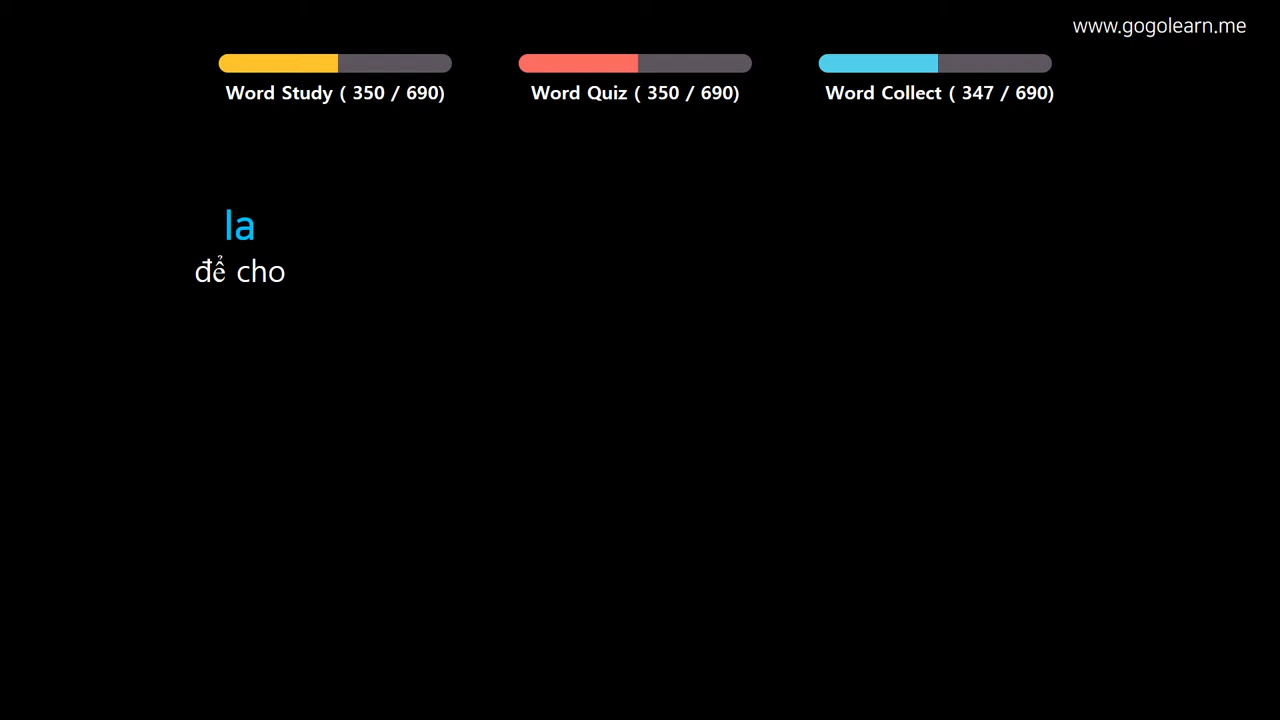 www.gogolearn.me
Word Study ( 350 / 690)
Word Quiz ( 350 / 690)
Word Collect ( 347 / 690)
la
để cho